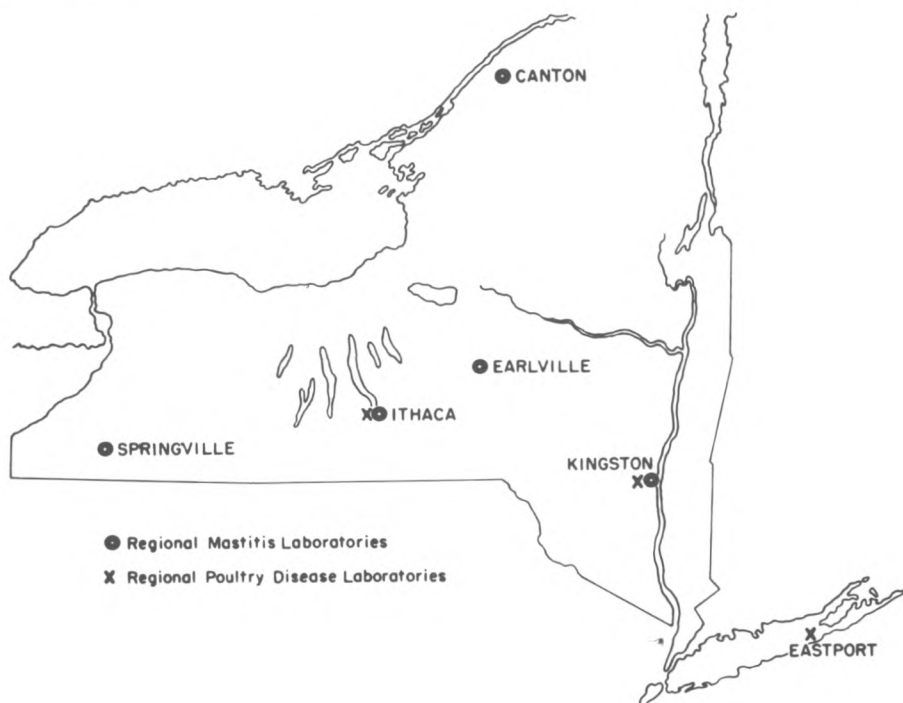 CANTON
EARLVILLE
ITHACA
SPRINGVILLE
KINGSTON
Regional Mastitis Laboratories
X Regional Poultry Disease Laboratories
EASTPORT